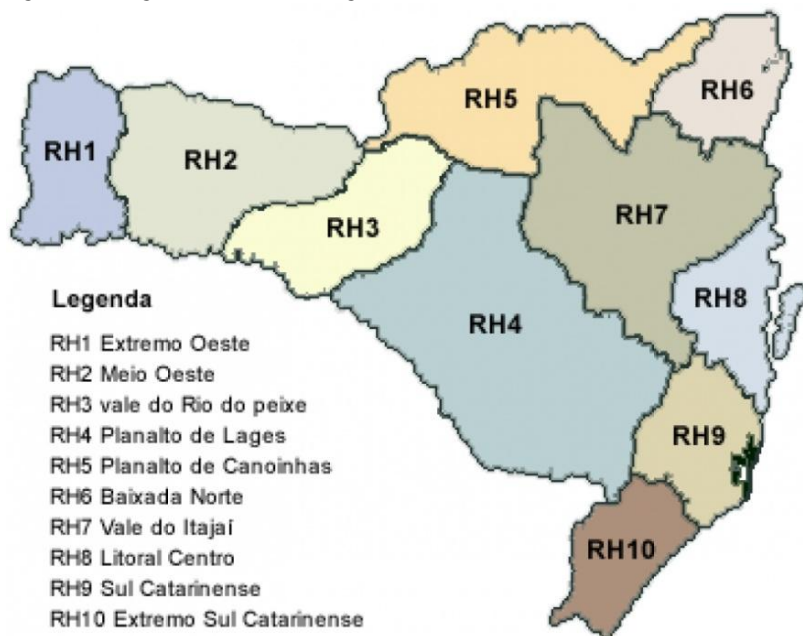 RH5
RH6
RH1
RH2
RH3
RH7
RH4
RH8
RH9
RH10
Legenda
RH1 Extremo Oeste
RH2 Meio Oeste
RH3 vale do Rio do peixe
RH4 Planalto de Lages
RH5 Planalto de Canoinhas
RH6 Baixada Norte
RH7 Vale do Itajaí
RH8 Litoral Centro
RH9 Sul Catarinense
RH10 Extremo Sul Catarinense